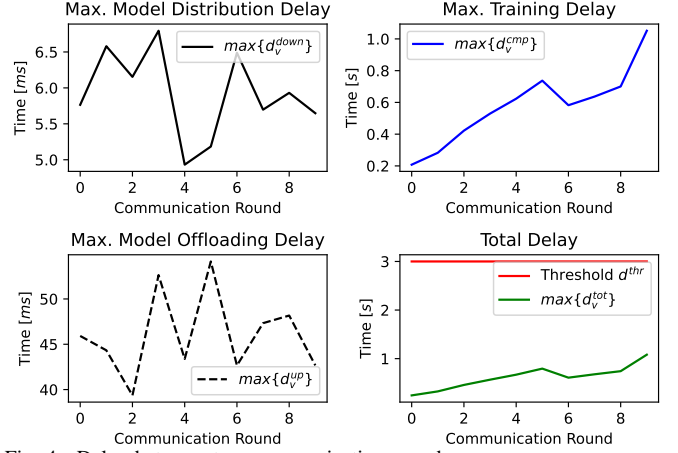 Max. Model Distribution Delay
Time [ms]
6.5
6.0
5.5
5.0
max{d_v^{down}}
0 2 4 6 8
Communication Round
Max. Training Delay
Time [s]
1.0
0.8
0.6
0.4
0.2
max{d_v^{cmp}}
0 2 4 6 8
Communication Round
Max. Model Offloading Delay
Time [ms]
50
45
40
max{d_v^{up}}
0 2 4 6 8
Communication Round
Total Delay
Time [s]
3
2
1
Threshold d^{thr}
max{d_v^{tot}}
0 2 4 6 8
Communication Round